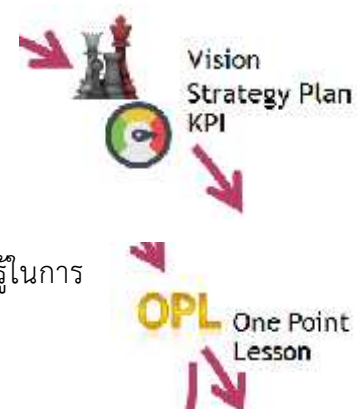 Vision
Strategy Plan
KPI
รู้ในการ
OPL One Point
Lesson